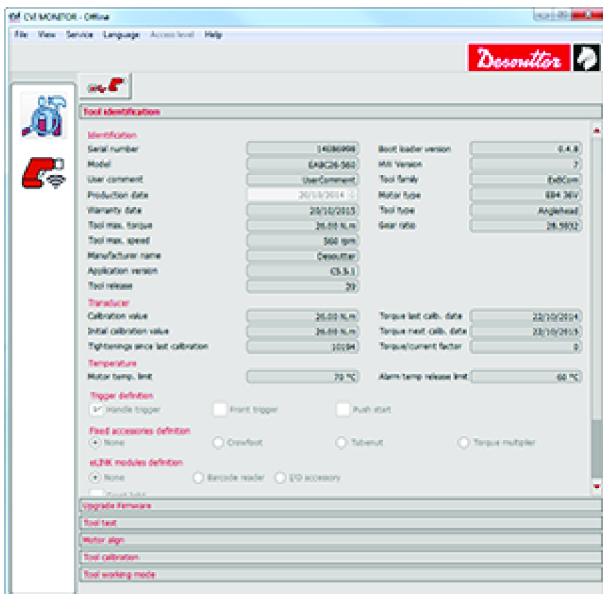 CVI MONITOR - Offline
File View Service Language Access level Help
Desoutter
Tool identification
Identification
Serial number 14G86998 Boot loader version 0.4.8
Model EABC26-560 HW Version 7
User comment UserComment Tool family ExBCom
Production date 20/10/2014 Motor type EB4 36V
Warranty date 20/10/2015 Tool type Anglehead
Tool max. torque 26.00 N.m Gear ratio 28.5932
Tool max. speed 560 rpm
Manufacturer name Desoutter
Application version C5.5.1
Tool release 20
Transducer
Calibration value 26.00 N.m Torque last calib. date 22/10/2014
Initial calibration value 26.00 N.m Torque next calib. date 22/10/2015
Tightenings since last calibration 10194 Torque/current factor 0
Temperature
Motor temp. limit 70 °C Alarm temp release limit 60 °C
Trigger definition
Handle trigger Front trigger Push start
Fixed accessories definition
None Crowfoot Tubenut Torque multiplier
eLINK modules definition
None Barcode reader I/O accessory
Upgrade Firmware
Tool test
Motor align
Tool calibration
Tool working mode